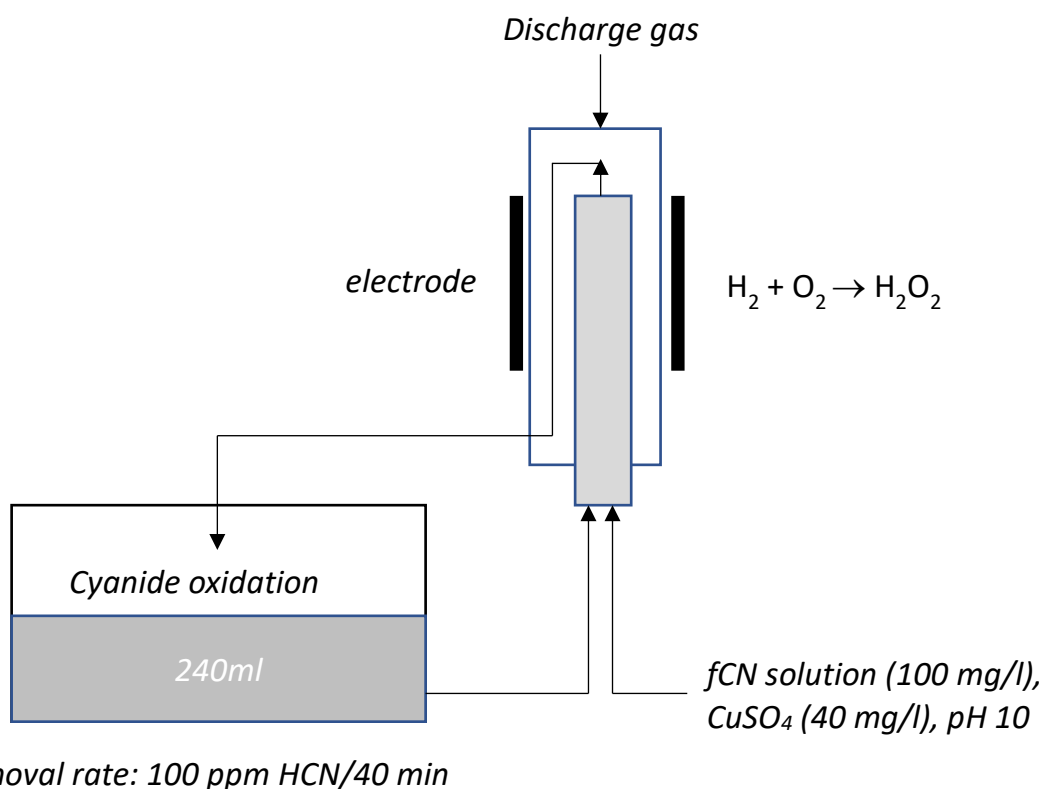 Discharge gas
electrode
H₂ + O₂ → H₂O₂
Cyanide oxidation
240ml
fCN solution (100 mg/l),
CuSO₄ (40 mg/l), pH 10
rate: 100 ppm HCN/40 min